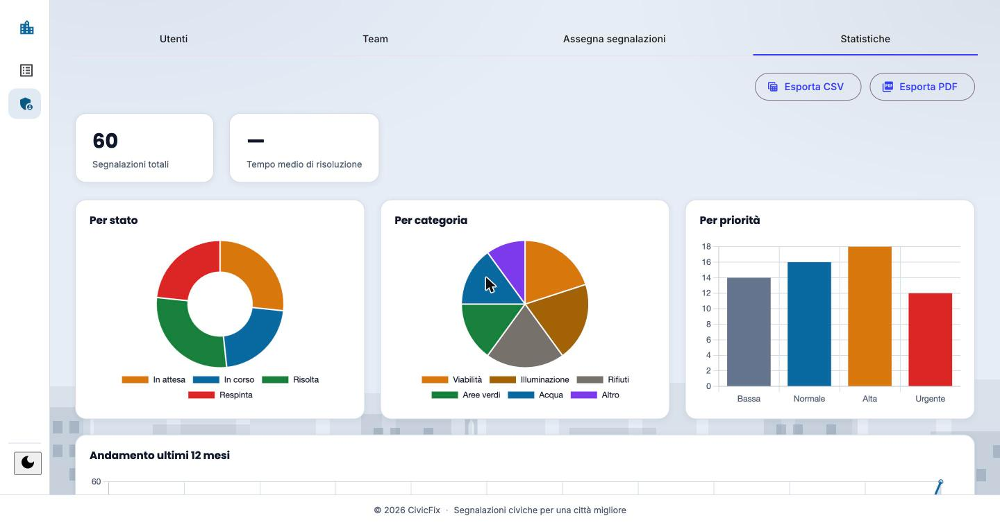 Utenti
Team
Assegna segnalazioni
Statistiche
Esporta CSV
PDF Esporta PDF
60
Segnalazioni totali
—
Tempo medio di risoluzione
Per stato
In attesa
In corso
Risolta
Respinta
Per categoria
Viabilità
Illuminazione
Rifiuti
Aree verdi
Acqua
Altro
Per priorità
18
16
14
12
10
8
6
4
2
0
Bassa
Normale
Alta
Urgente
Andamento ultimi 12 mesi
60
© 2026 CivicFix · Segnalazioni civiche per una città migliore